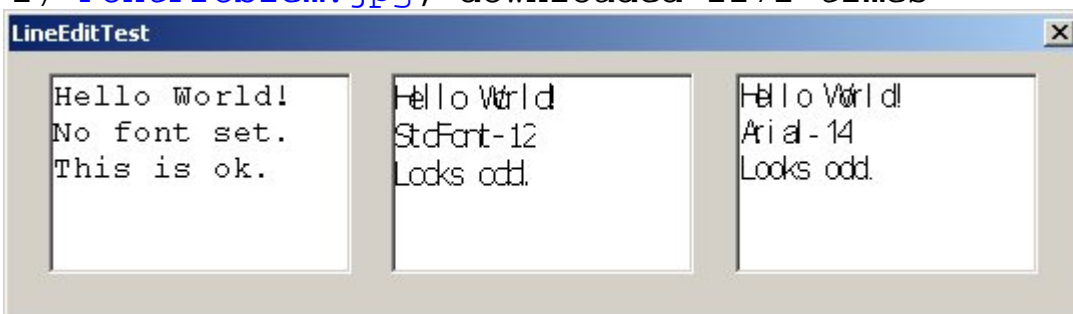 LineEditTest
Hello World!
No font set.
This is ok.
Hello World!
StdFont-12
Looks odd.
Hello World!
Arial-14
Looks odd.